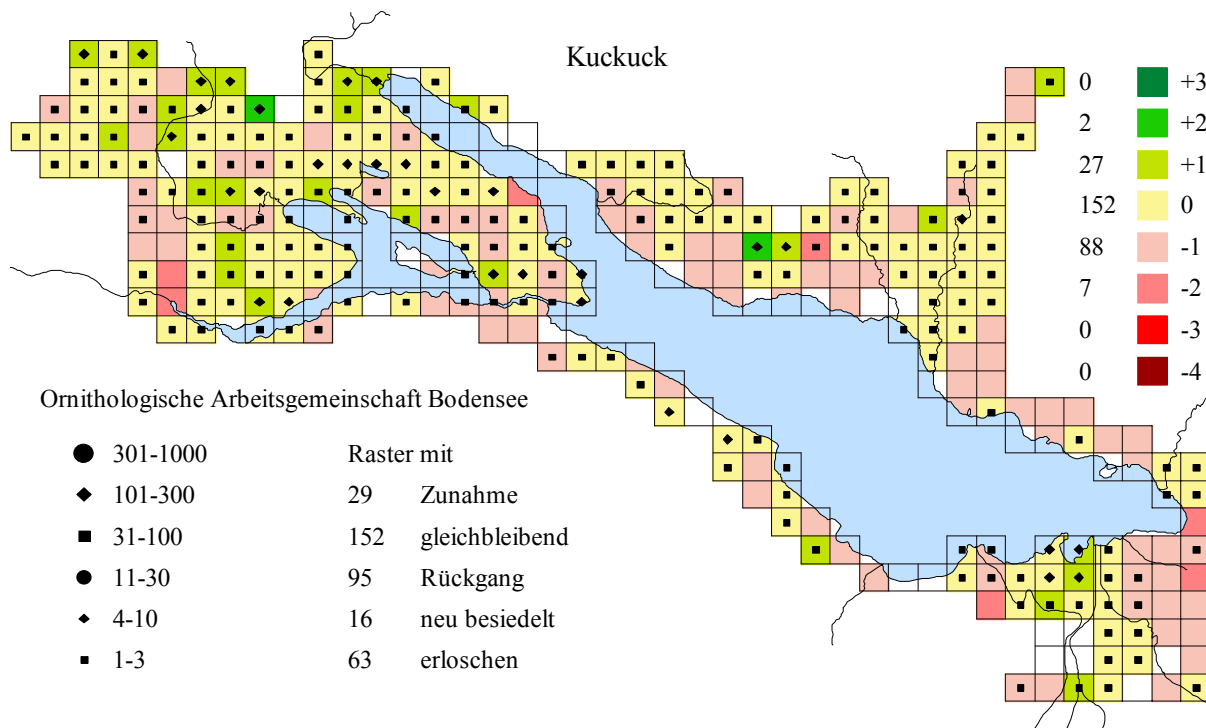 Kuckuck
0 +3
2 +2
27 +1
152 0
88 -1
7 -2
0 -3
0 -4
Ornithologische Arbeitsgemeinschaft Bodensee
301-1000 Raster mit
101-300 29 Zunahme
31-100 152 gleichbleibend
11-30 95 Rückgang
4-10 16 neu besiedelt
1-3 63 erloschen